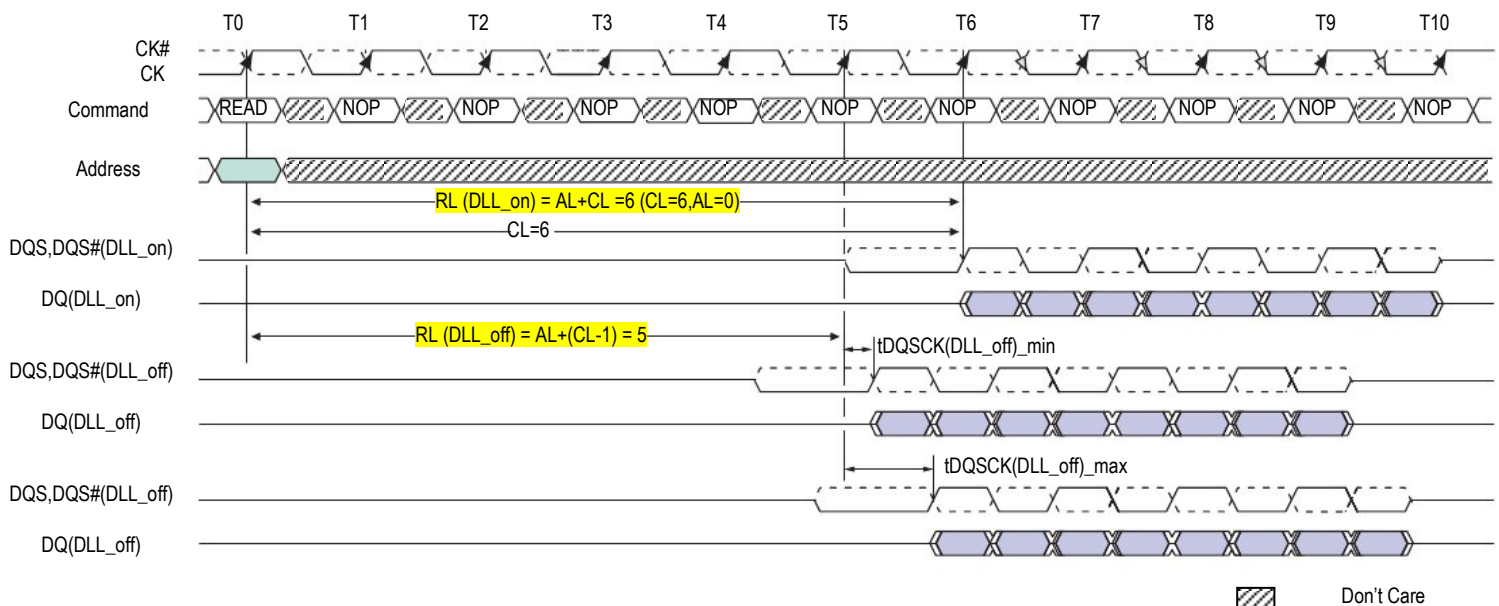 T0 T1 T2 T3 T4 T5 T6 T7 T8 T9 T10
CK#
CK
Command READ NOP NOP NOP NOP NOP NOP NOP NOP NOP NOP
Address
RL (DLL_on) = AL+CL =6 (CL=6,AL=0)
CL=6
DQS,DQS#(DLL_on)
DQ(DLL_on)
RL (DLL_off) = AL+(CL-1) = 5
tDQSCK(DLL_off)_min
DQS,DQS#(DLL_off)
DQ(DLL_off)
tDQSCK(DLL_off)_max
DQS,DQS#(DLL_off)
DQ(DLL_off)
Don't Care